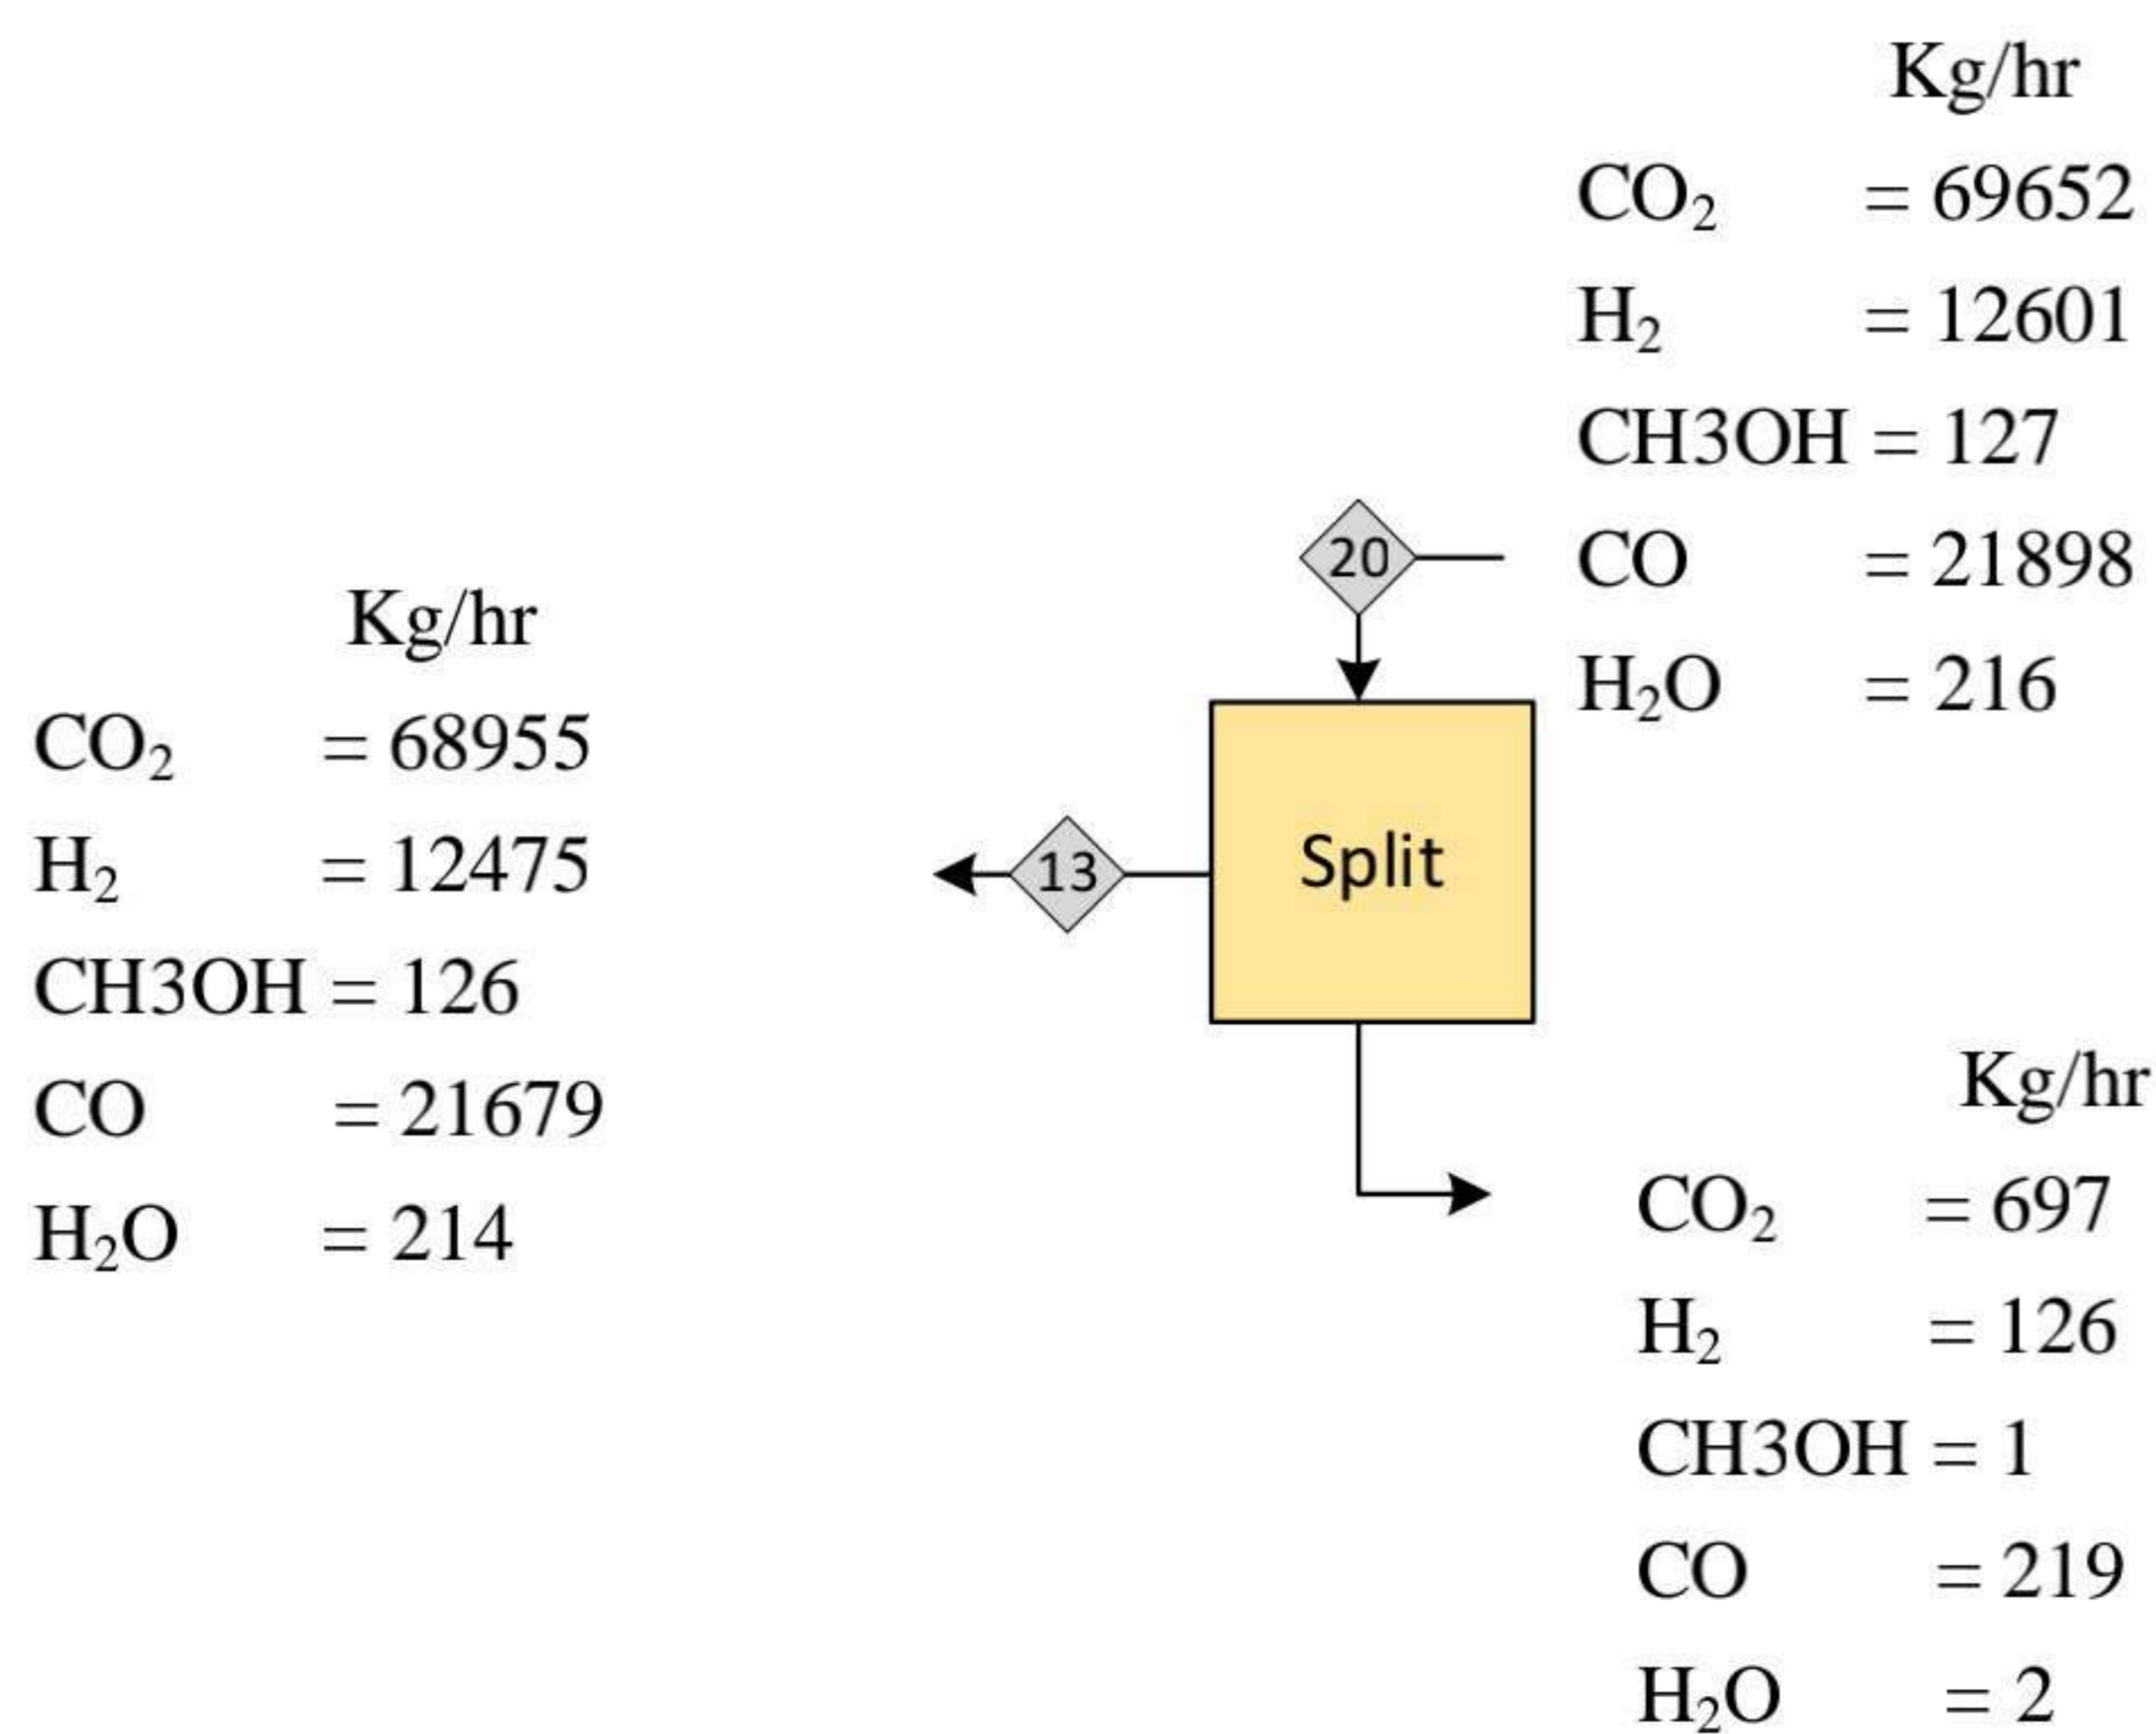 Kg/hr
CO₂ = 69652
H₂ = 12601
CH3OH = 127
CO = 21898
H₂O = 216
20
Kg/hr
CO₂ = 68955
H₂ = 12475
CH3OH = 126
CO = 21679
H₂O = 214
13
Split
Kg/hr
CO₂ = 697
H₂ = 126
CH3OH = 1
CO = 219
H₂O = 2